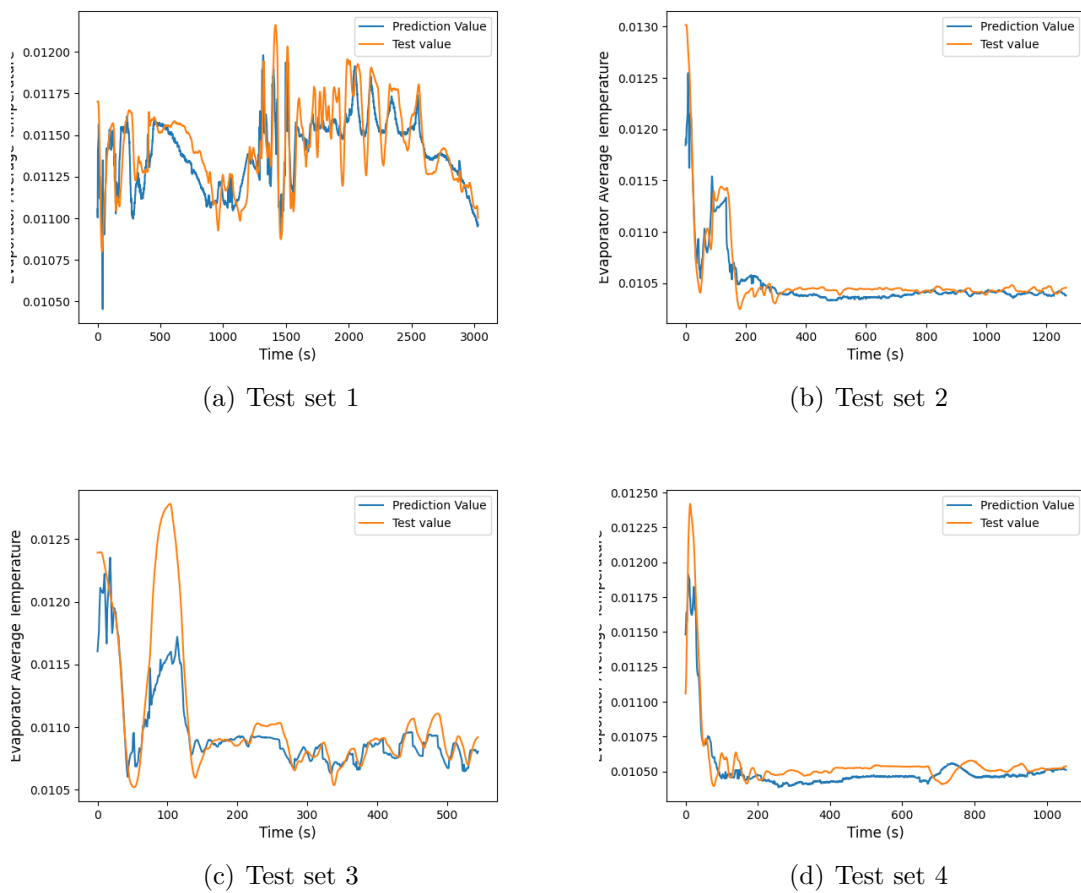 Evaporator Average Temperature
0.01200
0.01175
0.01150
0.01125
0.01100
0.01075
0.01050
Prediction Value
Test value
0 500 1000 1500 2000 2500 3000
Time (s)
(a) Test set 1
Evaporator Average Temperature
0.0130
0.0125
0.0120
0.0115
0.0110
0.0105
Prediction Value
Test value
0 200 400 600 800 1000 1200
Time (s)
(b) Test set 2
Evaporator Average Temperature
0.0125
0.0120
0.0115
0.0110
0.0105
Prediction Value
Test value
0 100 200 300 400 500
Time (s)
(c) Test set 3
Evaporator Average Temperature
0.01250
0.01225
0.01200
0.01175
0.01150
0.01125
0.01100
0.01075
0.01050
Prediction Value
Test value
0 200 400 600 800 1000
Time (s)
(d) Test set 4